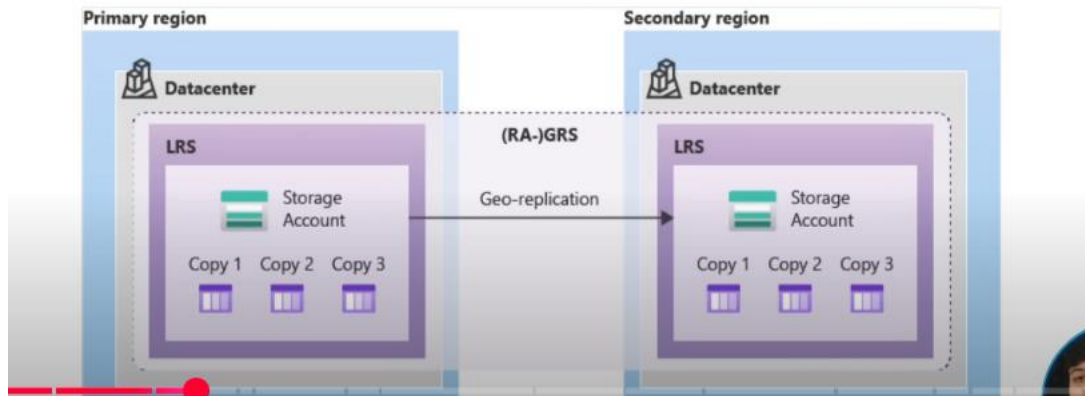 Primary region
Secondary region
Datacenter
Datacenter
(RA-)GRS
LRS
LRS
Storage
Account
Geo-replication
Storage
Account
Copy 1 Copy 2 Copy 3
Copy 1 Copy 2 Copy 3